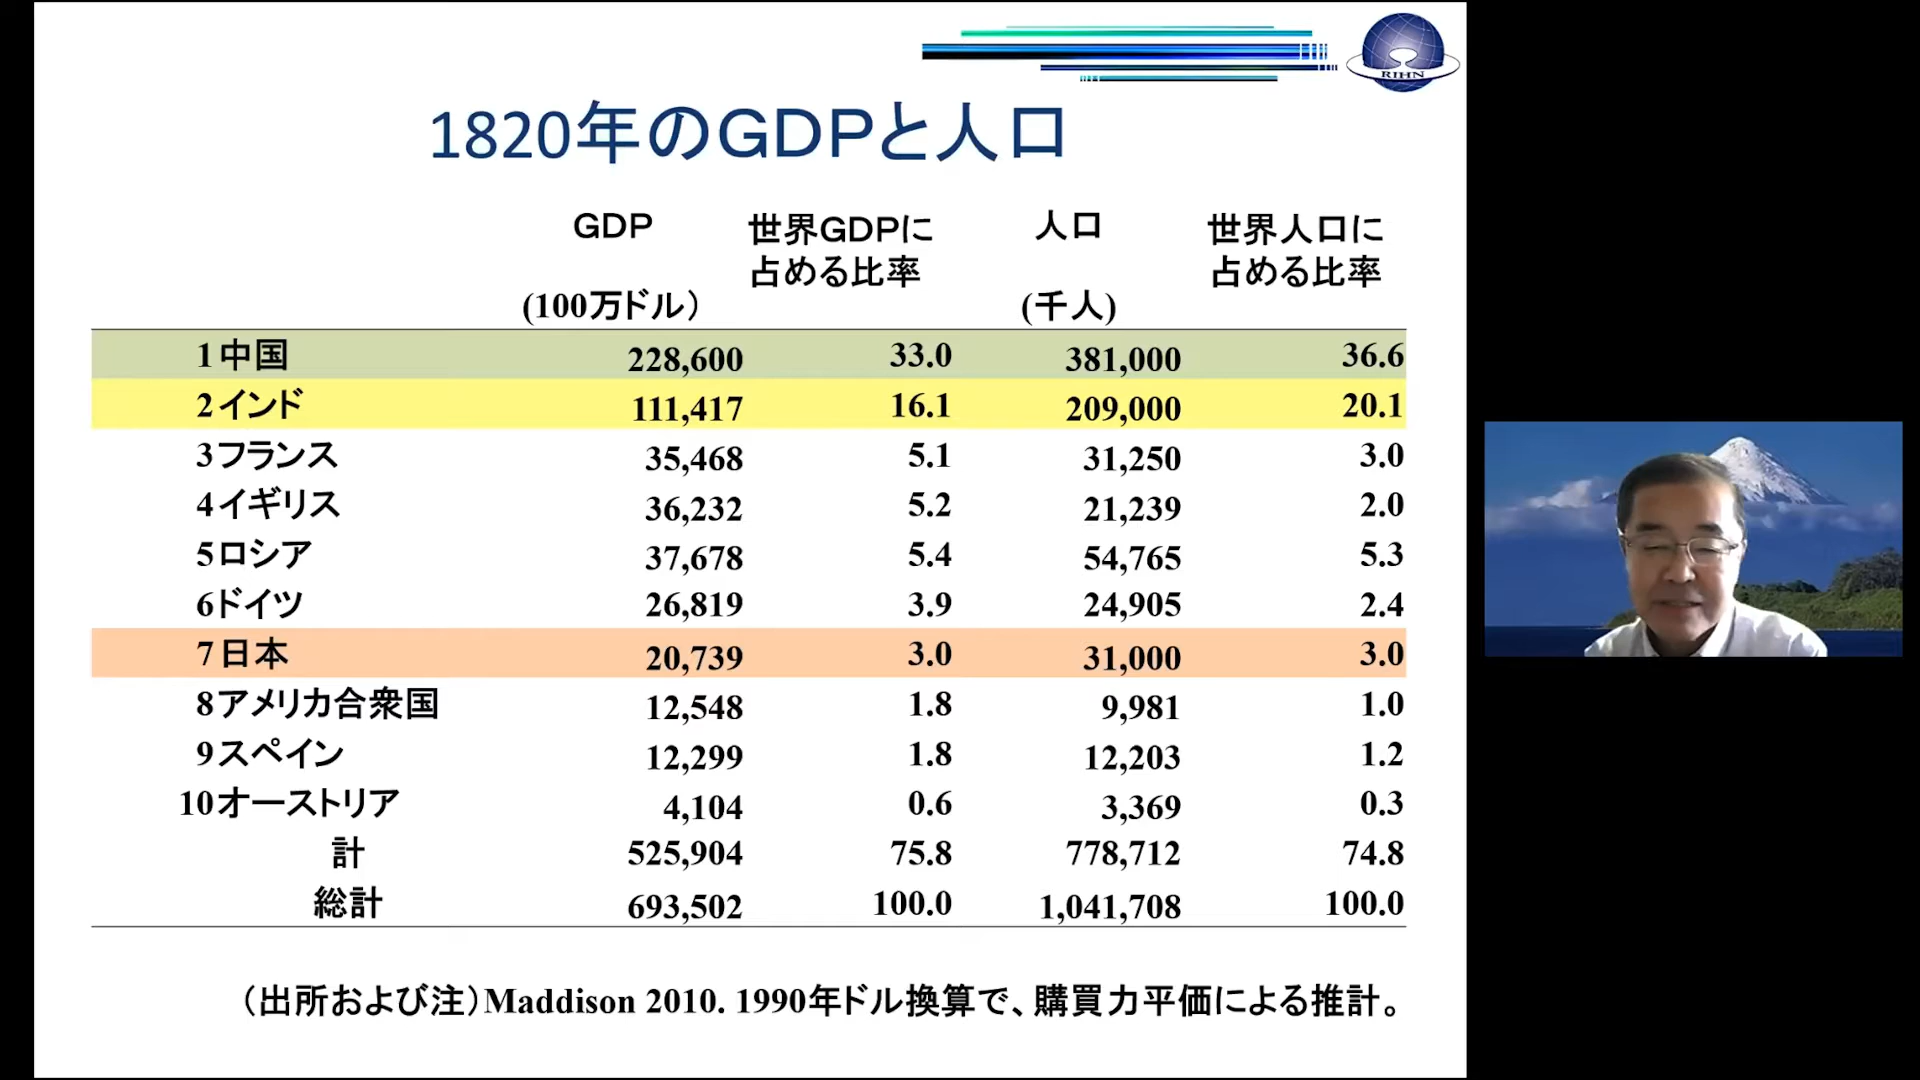 RIHN
1820年のGDPと人口
GDP 世界GDPに 人口 世界人口に
占める比率 占める比率
(100万ドル) (千人)
1 中国 228,600 33.0 381,000 36.6
2 インド 111,417 16.1 209,000 20.1
3 フランス 35,468 5.1 31,250 3.0
4 イギリス 36,232 5.2 21,239 2.0
5 ロシア 37,678 5.4 54,765 5.3
6 ドイツ 26,819 3.9 24,905 2.4
7 日本 20,739 3.0 31,000 3.0
8 アメリカ合衆国 12,548 1.8 9,981 1.0
9 スペイン 12,299 1.8 12,203 1.2
10 オーストリア 4,104 0.6 3,369 0.3
計 525,904 75.8 778,712 74.8
総計 693,502 100.0 1,041,708 100.0
(出所および注)Maddison 2010. 1990年ドル換算で、購買力平価による推計。